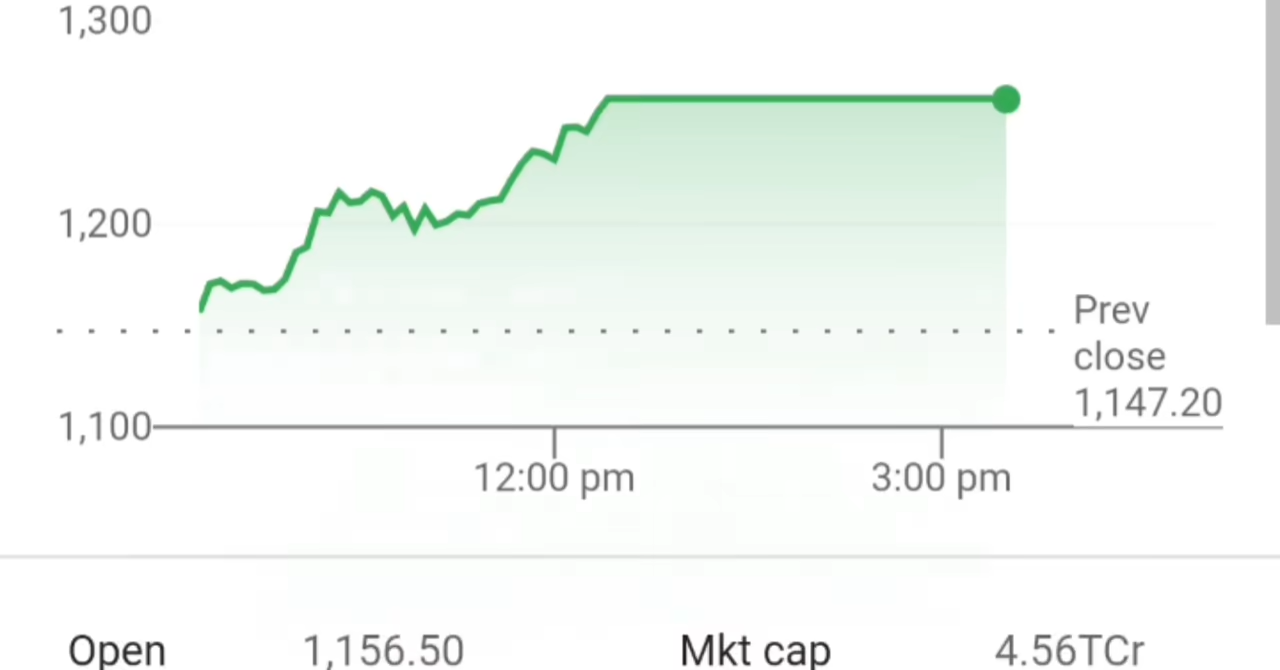 1,300
1,200
Prev
close
1,147.20
1,100
12:00 pm 3:00 pm
Open 1,156.50 Mkt cap 4.56TCr